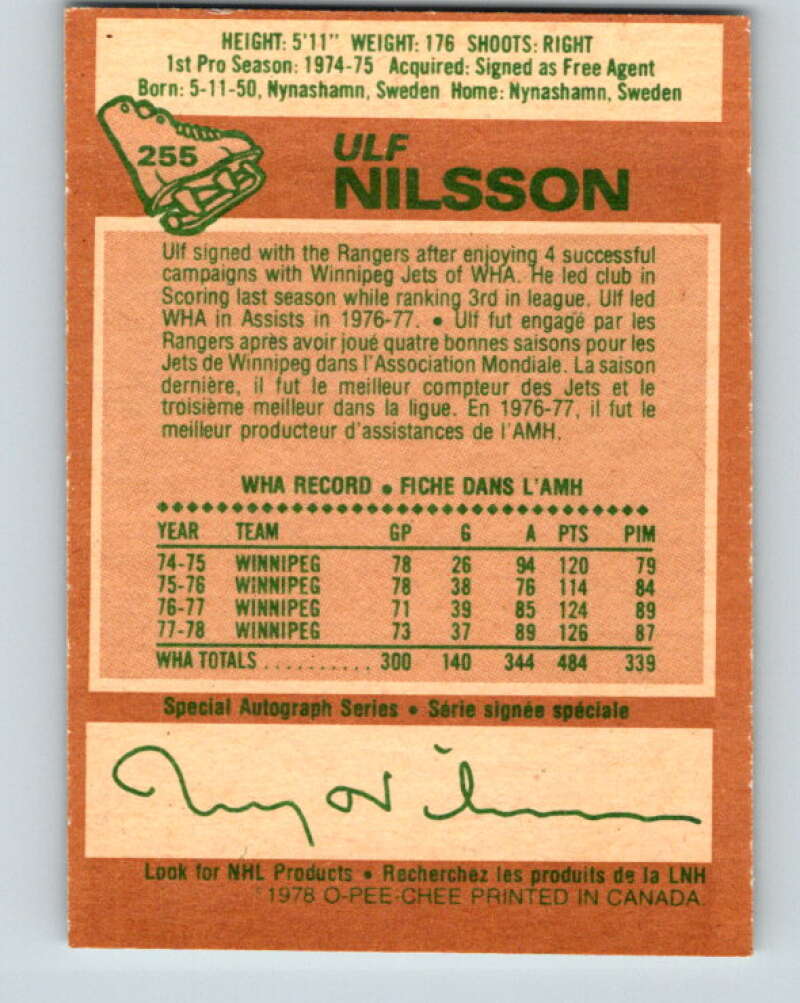 HEIGHT: 5'11" WEIGHT: 176 SHOOTS: RIGHT
1st Pro Season: 1974-75 Acquired: Signed as Free Agent
Born: 5-11-50, Nynashamn, Sweden Home: Nynashamn, Sweden
255
ULF
NILSSON
Ulf signed with the Rangers after enjoying 4 successful
campaigns with Winnipeg Jets of WHA. He led club in
Scoring last season while ranking 3rd in league. Ulf led
WHA in Assists in 1976-77. • Ulf fut engagé par les
Rangers après avoir joué quatre bonnes saisons pour les
Jets de Winnipeg dans l'Association Mondiale. La saison
dernière, il fut le meilleur compteur des Jets et le
troisième meilleur dans la ligue. En 1976-77, il fut le
meilleur producteur d'assistances de l'AMH.
WHA RECORD • FICHE DANS L'AMH
YEAR TEAM GP G A PTS PIM
74-75 WINNIPEG 78 26 94 120 79
75-76 WINNIPEG 78 38 76 114 84
76-77 WINNIPEG 71 39 85 124 89
77-78 WINNIPEG 73 37 89 126 87
WHA TOTALS .......... 300 140 344 484 339
Special Autograph Series • Série signée spéciale
Look for NHL Products • Recherchez les produits de la LNH
1978 O-PEE-CHEE PRINTED IN CANADA.